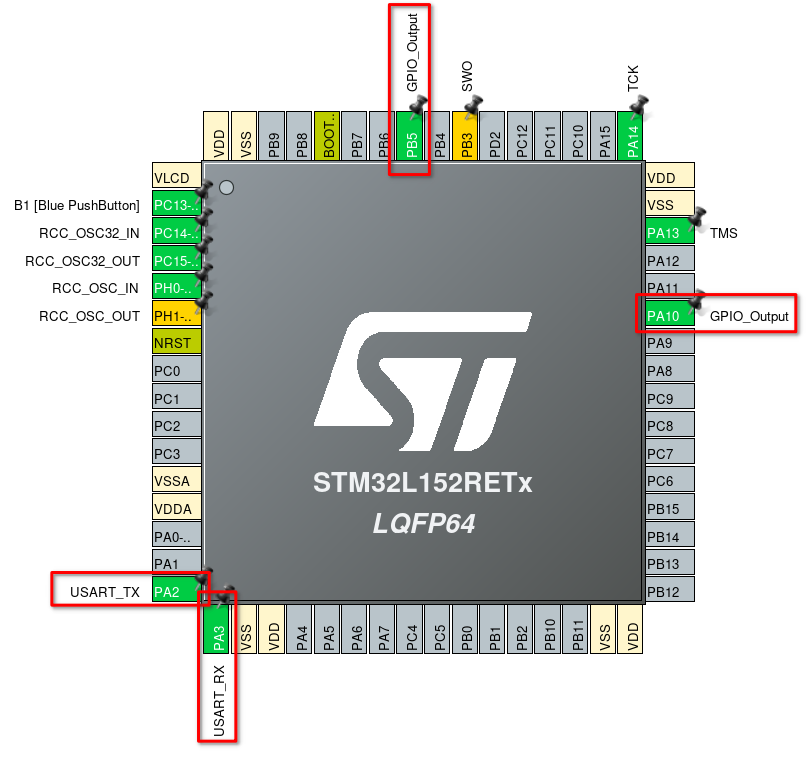 GPIO_Output
SWO
TCK
VDD
VSS
PB9
PB8
BOOT..
PB7
PB6
PB5
PB4
PB3
PD2
PC12
PC11
PC10
PA15
PA14
VLCD
B1 [Blue PushButton] PC13-..
RCC_OSC32_IN PC14-..
RCC_OSC32_OUT PC15-..
RCC_OSC_IN PH0-..
RCC_OSC_OUT PH1-..
NRST
PC0
PC1
PC2
PC3
VSSA
VDDA
PA0-..
PA1
USART_TX PA2
VDD
VSS
PA13 TMS
PA12
PA11
PA10 GPIO_Output
PA9
PA8
PC9
PC8
PC7
PC6
PB15
PB14
PB13
PB12
ST
STM32L152RETx
LQFP64
PA3
VSS
VDD
PA4
PA5
PA6
PA7
PC4
PC5
PB0
PB1
PB2
PB10
PB11
VSS
VDD
USART_RX